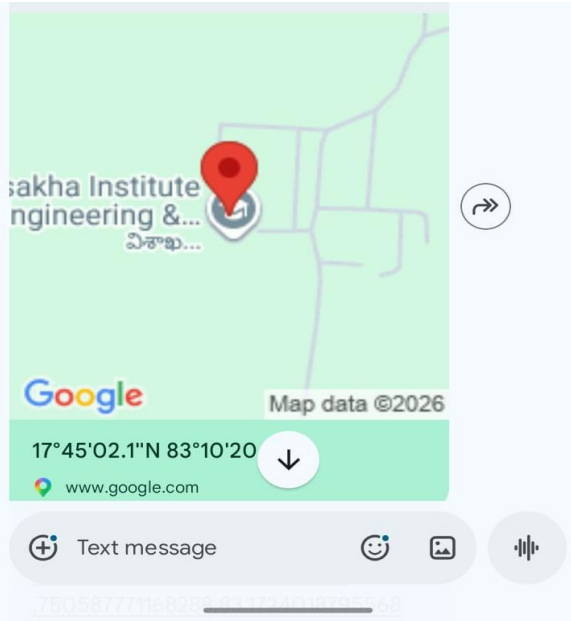 sakha Institute
ngineering &...
విశాఖ...
Google
Map data ©2026
17°45'02.1"N 83°10'20
www.google.com
Text message